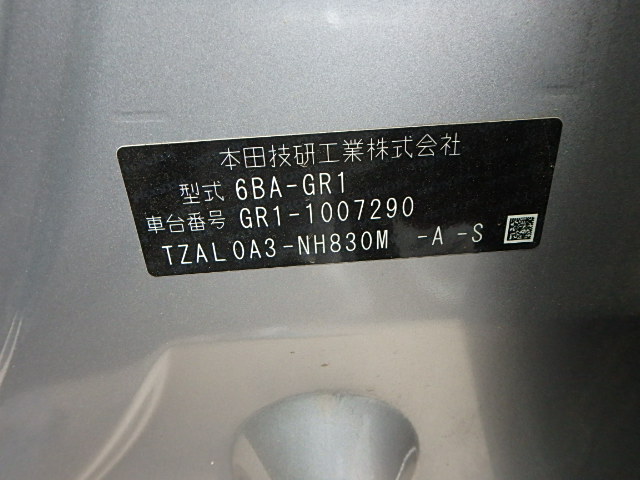 本田技研工業株式会社
型式 6BA-GR1
車台番号 GR1-1007290
TZAL0A3-NH830M -A -S